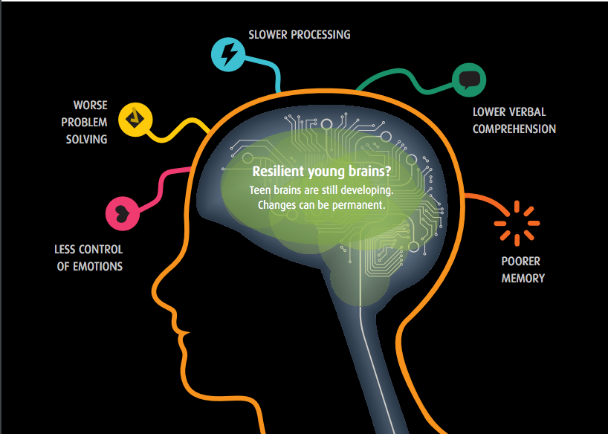 SLOWER PROCESSING
WORSE
PROBLEM
SOLVING
LOWER VERBAL
COMPREHENSION
Resilient young brains?
Teen brains are still developing.
Changes can be permanent.
LESS CONTROL
OF EMOTIONS
POORER
MEMORY